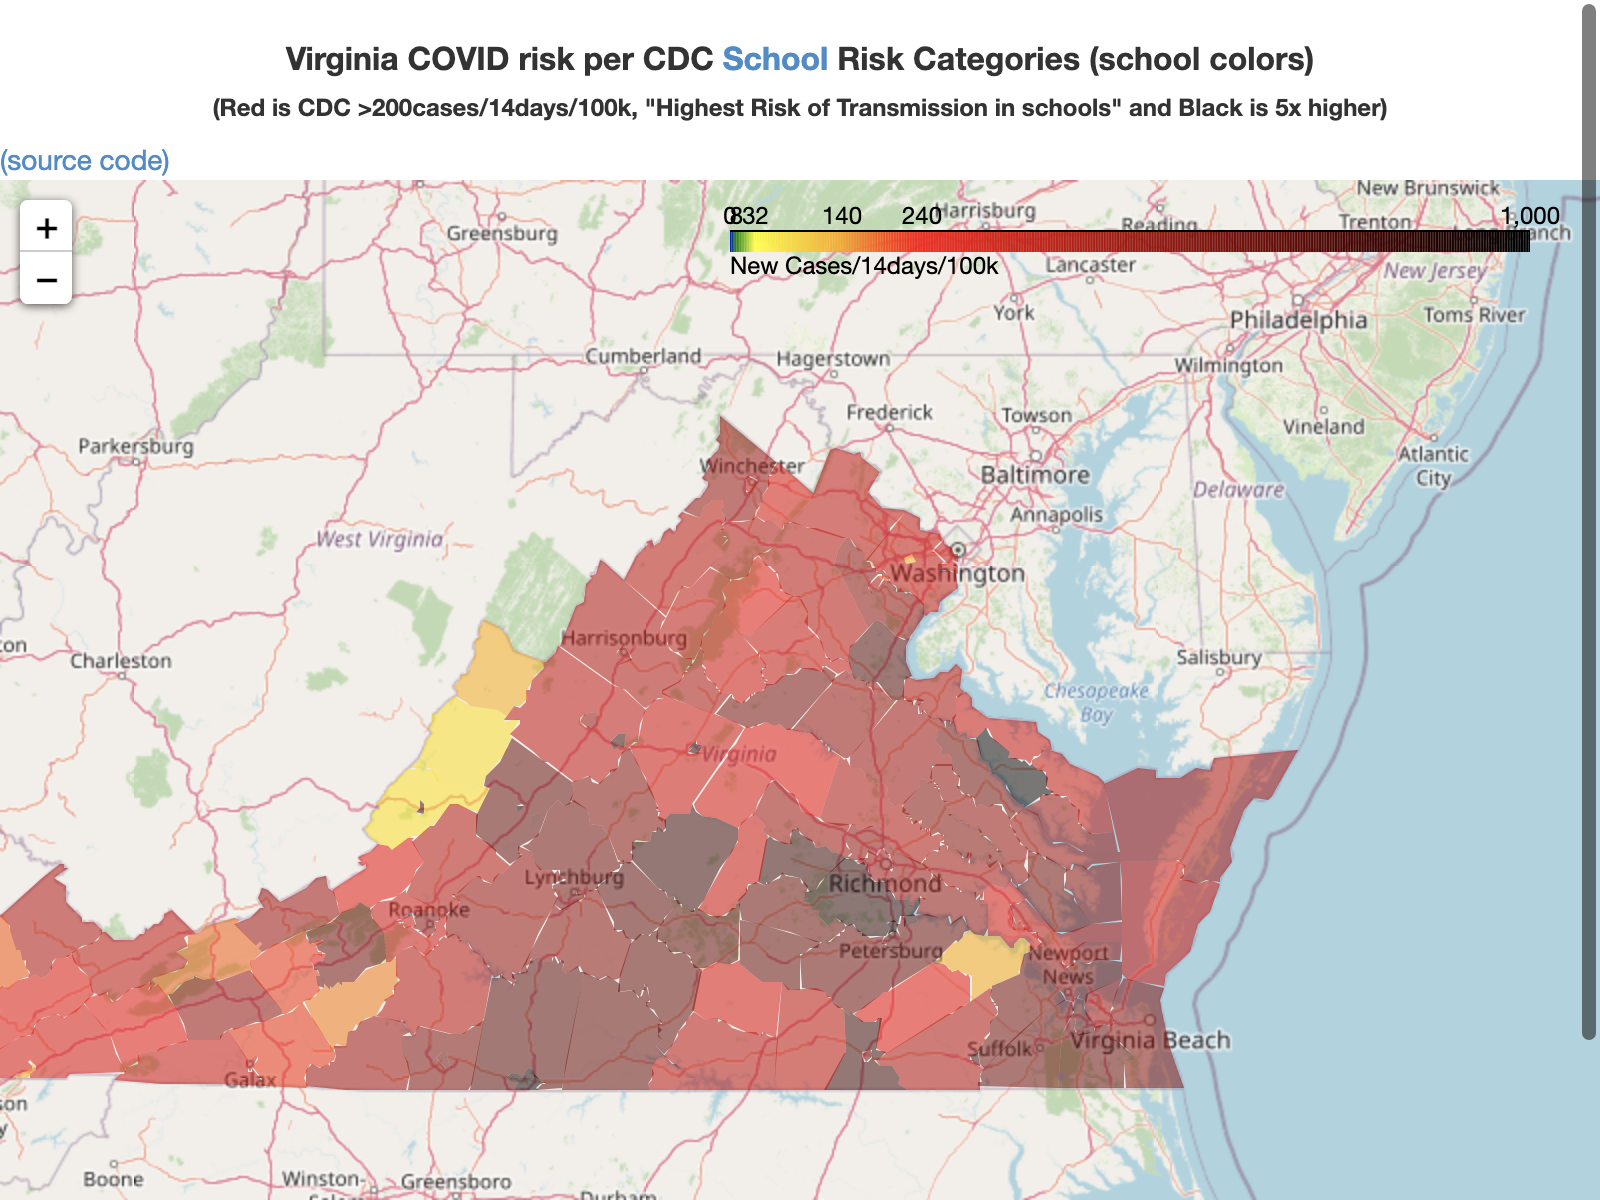 Virginia COVID risk per CDC School Risk Categories (school colors)
(Red is CDC >200cases/14days/100k, "Highest Risk of Transmission in schools" and Black is 5x higher)
(source code)
+
−
0 832 140 240 1,000
New Cases/14days/100k
New Brunswick
Harrisburg
Reading
Trenton
Long Branch
Greensburg
Lancaster
New Jersey
York
Philadelphia
Toms River
Cumberland
Hagerstown
Wilmington
Frederick
Towson
Vineland
Parkersburg
Winchester
Baltimore
Atlantic
City
Delaware
Annapolis
West Virginia
Washington
Harrisonburg
Charleston
Salisbury
Chesapeake
Bay
Virginia
Lynchburg
Richmond
Roanoke
Petersburg
Newport
News
Suffolk
Virginia Beach
Galax
Boone
Winston-
Salem
Greensboro
Durham